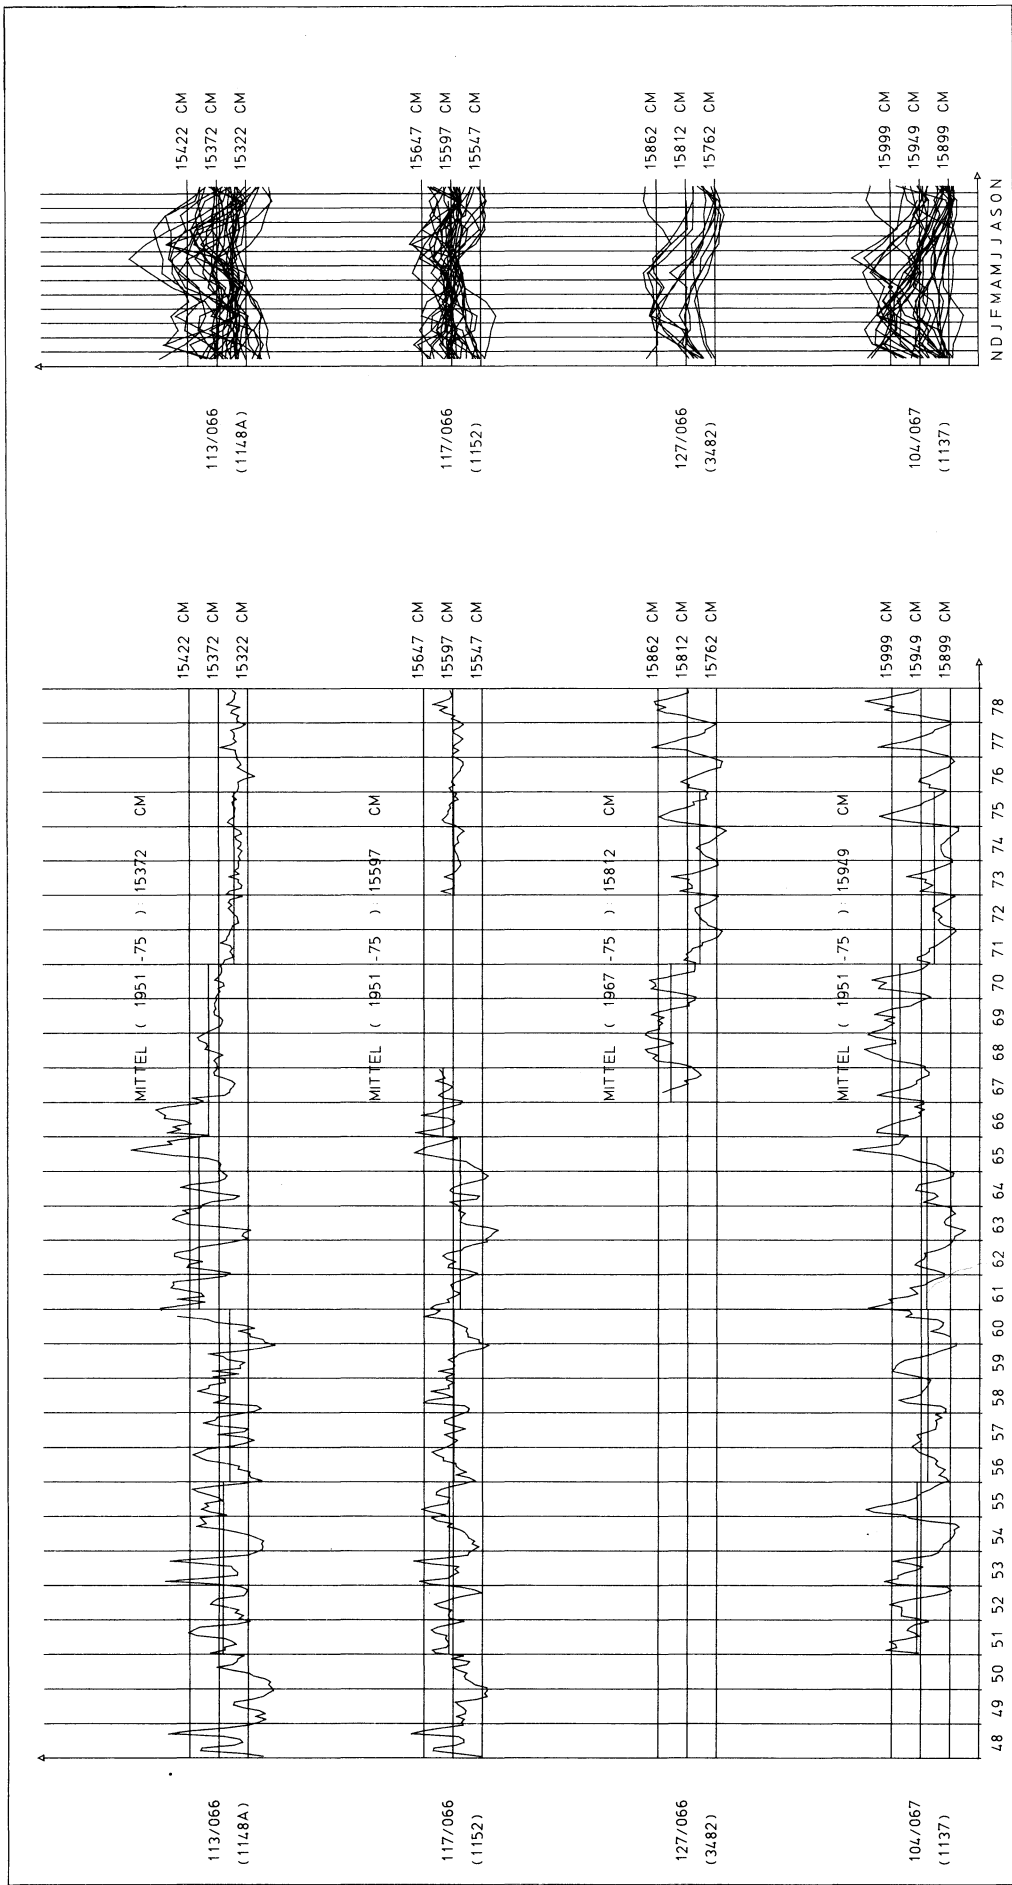 113/066
(1148A)
15422 CM
15372 CM
15322 CM
MITTEL ( 1951 -75 ): 15372 CM
117/066
(1152)
15647 CM
15597 CM
15547 CM
MITTEL ( 1951 -75 ): 15597 CM
127/066
(3482)
15862 CM
15812 CM
15762 CM
MITTEL ( 1967 -75 ): 15812 CM
104/067
(1137)
15999 CM
15949 CM
15899 CM
MITTEL ( 1951 -75 ): 15949 CM
48 49 50 51 52 53 54 55 56 57 58 59 60 61 62 63 64 65 66 67 68 69 70 71 72 73 74 75 76 77 78
113/066
(1148A)
15422 CM
15372 CM
15322 CM
117/066
(1152)
15647 CM
15597 CM
15547 CM
127/066
(3482)
15862 CM
15812 CM
15762 CM
104/067
(1137)
15999 CM
15949 CM
15899 CM
N D J F M A M J J A S O N